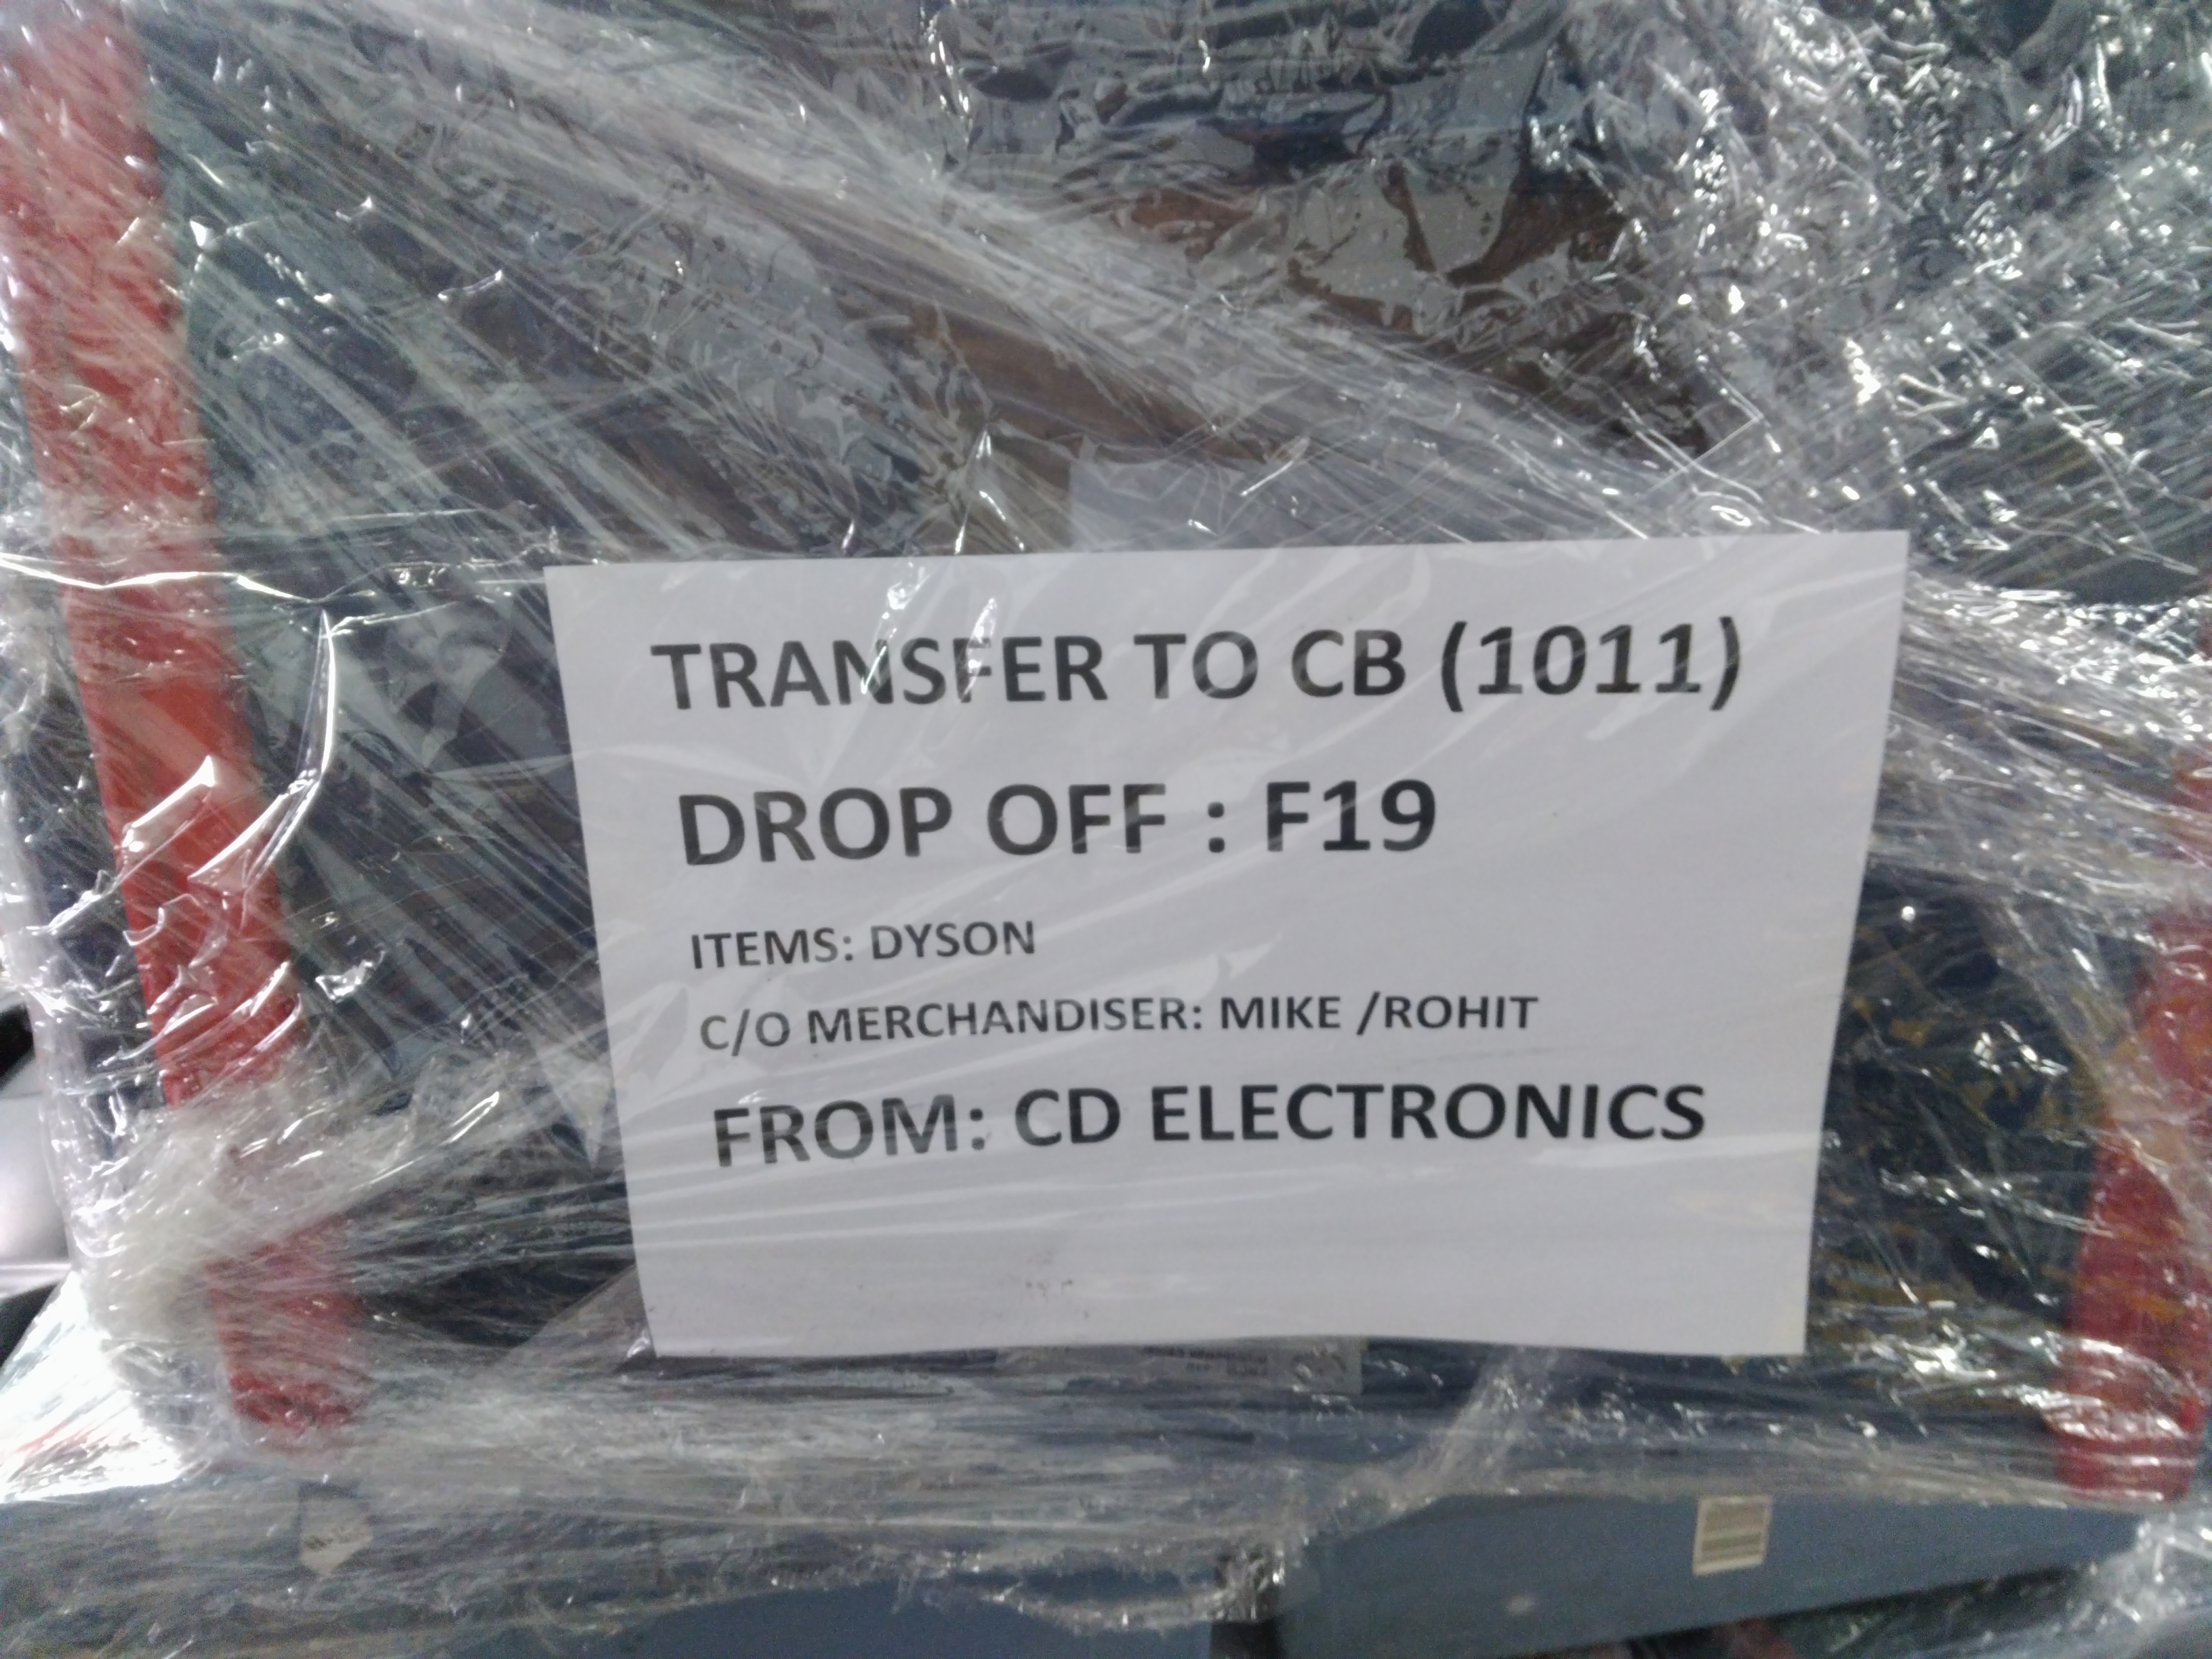 TRANSFER TO CB (1011)
DROP OFF : F19
ITEMS: DYSON
C/O MERCHANDISER: MIKE /ROHIT
FROM: CD ELECTRONICS